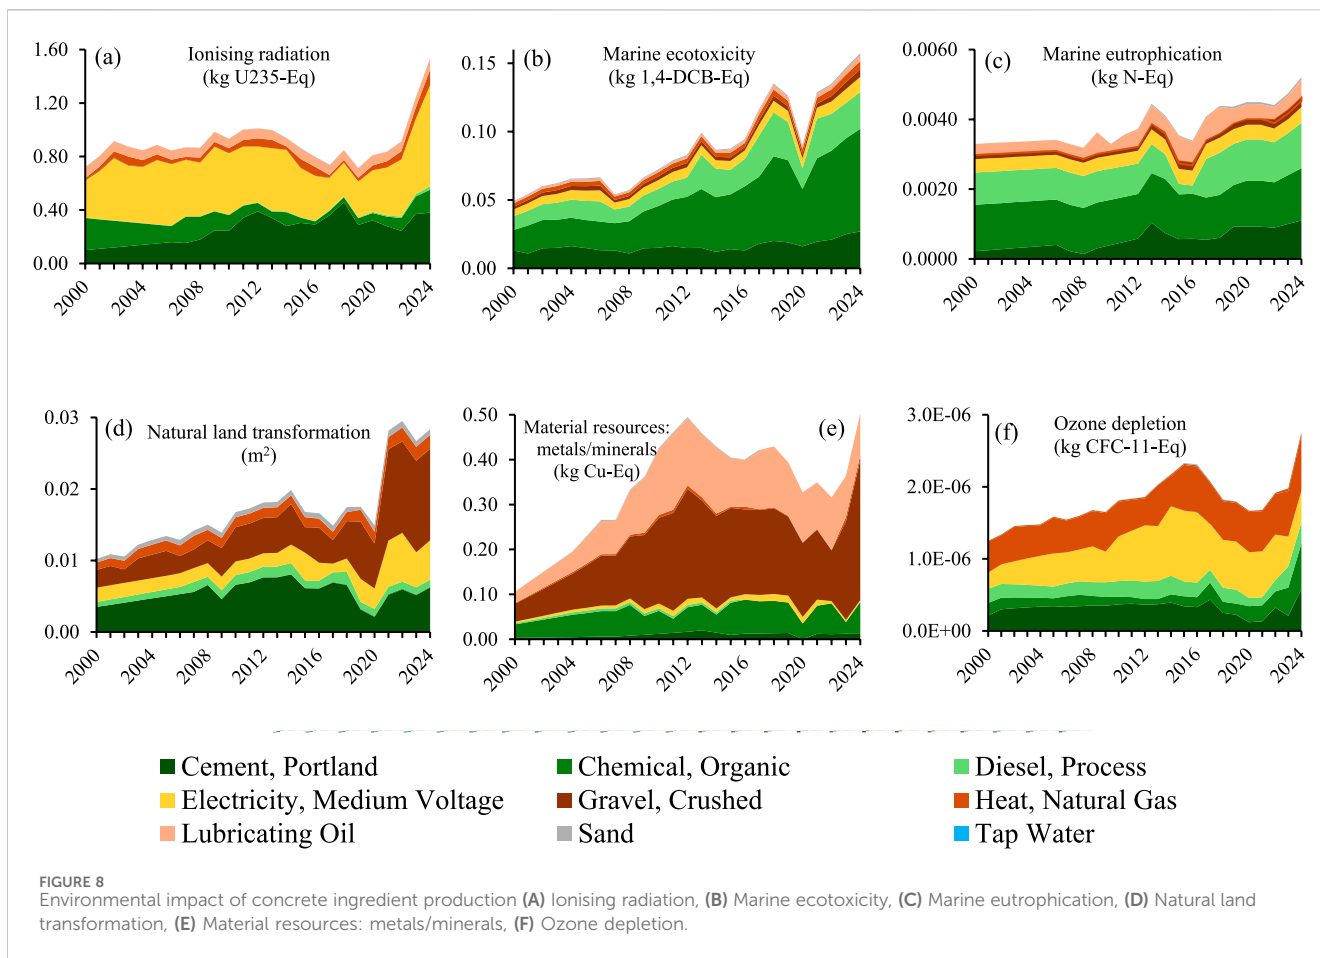 (a) Ionising radiation
(kg U235-Eq)
1.60
1.20
0.80
0.40
0.00
2000
2004
2008
2012
2016
2020
2024
(b) Marine ecotoxicity
(kg 1,4-DCB-Eq)
0.15
0.10
0.05
0.00
2000
2004
2008
2012
2016
2020
2024
(c) Marine eutrophication
(kg N-Eq)
0.0060
0.0040
0.0020
0.0000
2000
2004
2008
2012
2016
2020
2024
(d) Natural land transformation
(m²)
0.03
0.02
0.01
0.00
2000
2004
2008
2012
2016
2020
2024
Material resources: (e)
metals/minerals
(kg Cu-Eq)
0.50
0.40
0.30
0.20
0.10
0.00
2000
2004
2008
2012
2016
2020
2024
(f) Ozone depletion
(kg CFC-11-Eq)
3.0E-06
2.0E-06
1.0E-06
0.0E+00
2000
2004
2008
2012
2016
2020
2024
Cement, Portland
Chemical, Organic
Diesel, Process
Electricity, Medium Voltage
Gravel, Crushed
Heat, Natural Gas
Lubricating Oil
Sand
Tap Water
FIGURE 8
Environmental impact of concrete ingredient production (A) Ionising radiation, (B) Marine ecotoxicity, (C) Marine eutrophication, (D) Natural land
transformation, (E) Material resources: metals/minerals, (F) Ozone depletion.